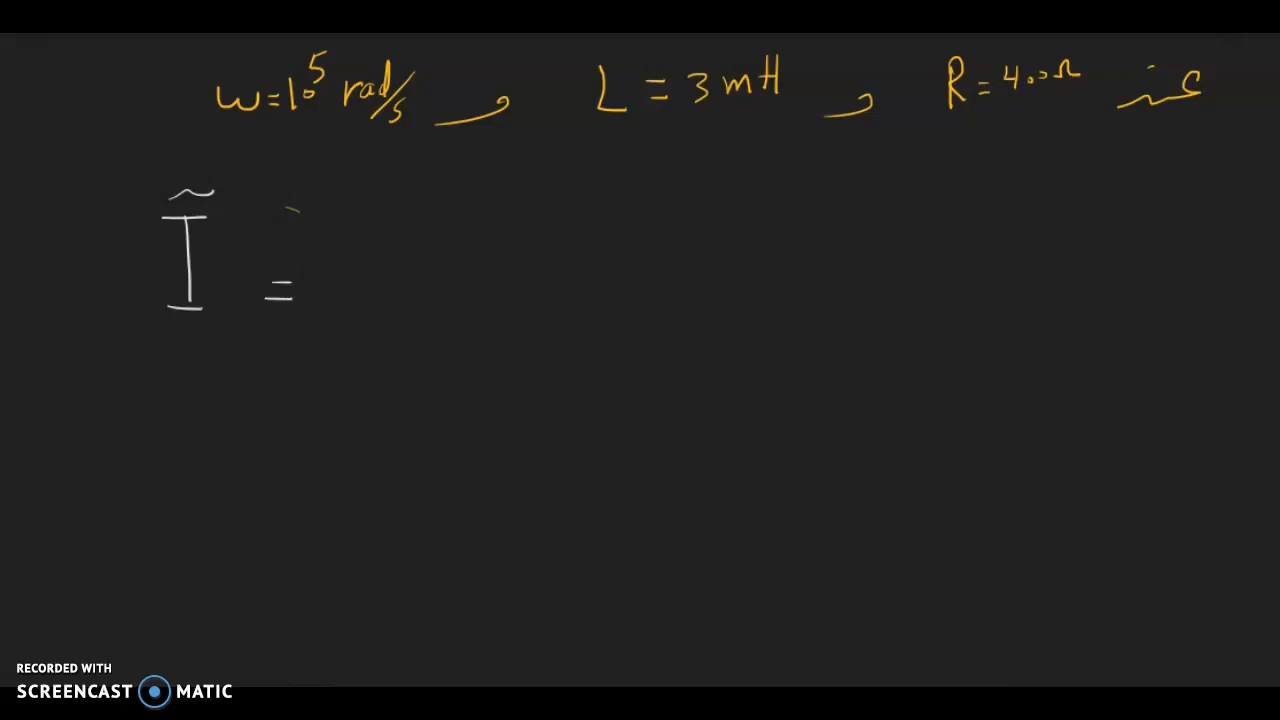 عند R = 400Ω , L = 3 mH , ω = 10⁵ rad/s
Ĩ =
RECORDED WITH
SCREENCAST MATIC